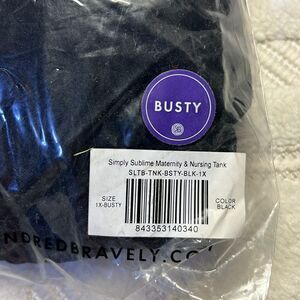 BUSTY
Simply Sublime Maternity & Nursing Tank
SLTB-TNK-BSTY-BLK-1X
SIZE
1X-BUSTY
COLOR
BLACK
843353140340
NDREDBRAVELY.CO